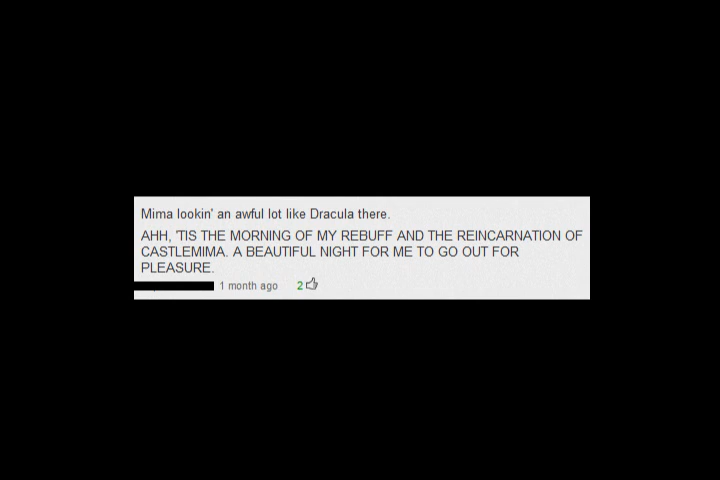 Mima lookin' an awful lot like Dracula there.
AHH, 'TIS THE MORNING OF MY REBUFF AND THE REINCARNATION OF
CASTLEMIMA. A BEAUTIFUL NIGHT FOR ME TO GO OUT FOR
PLEASURE.
1 month ago 2